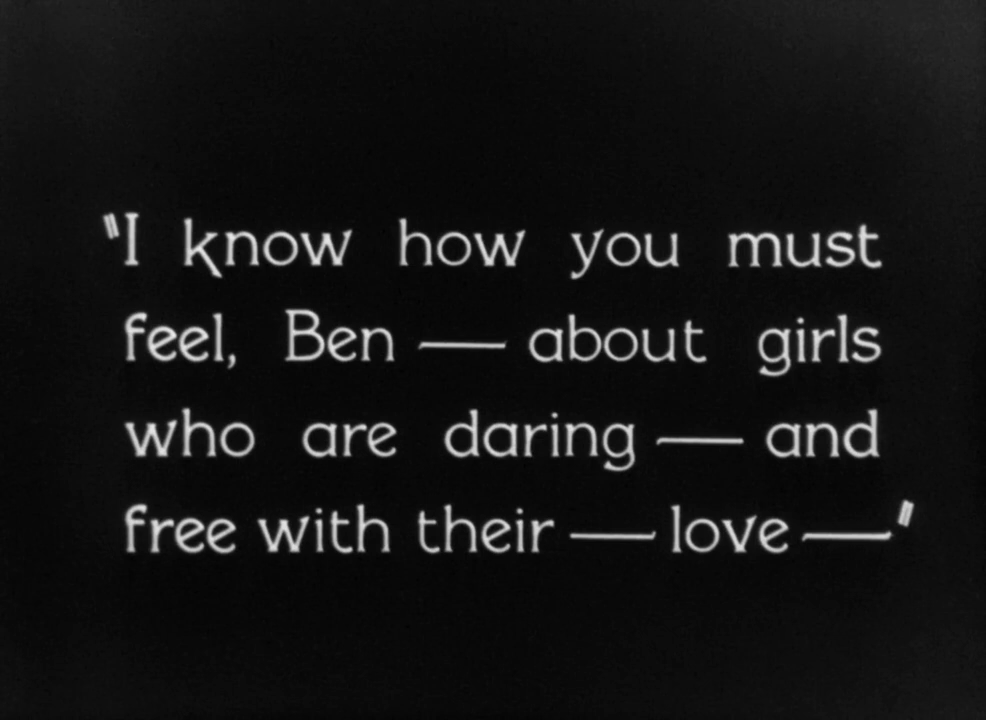 "I know how you must
feel, Ben — about girls
who are daring — and
free with their — love —"